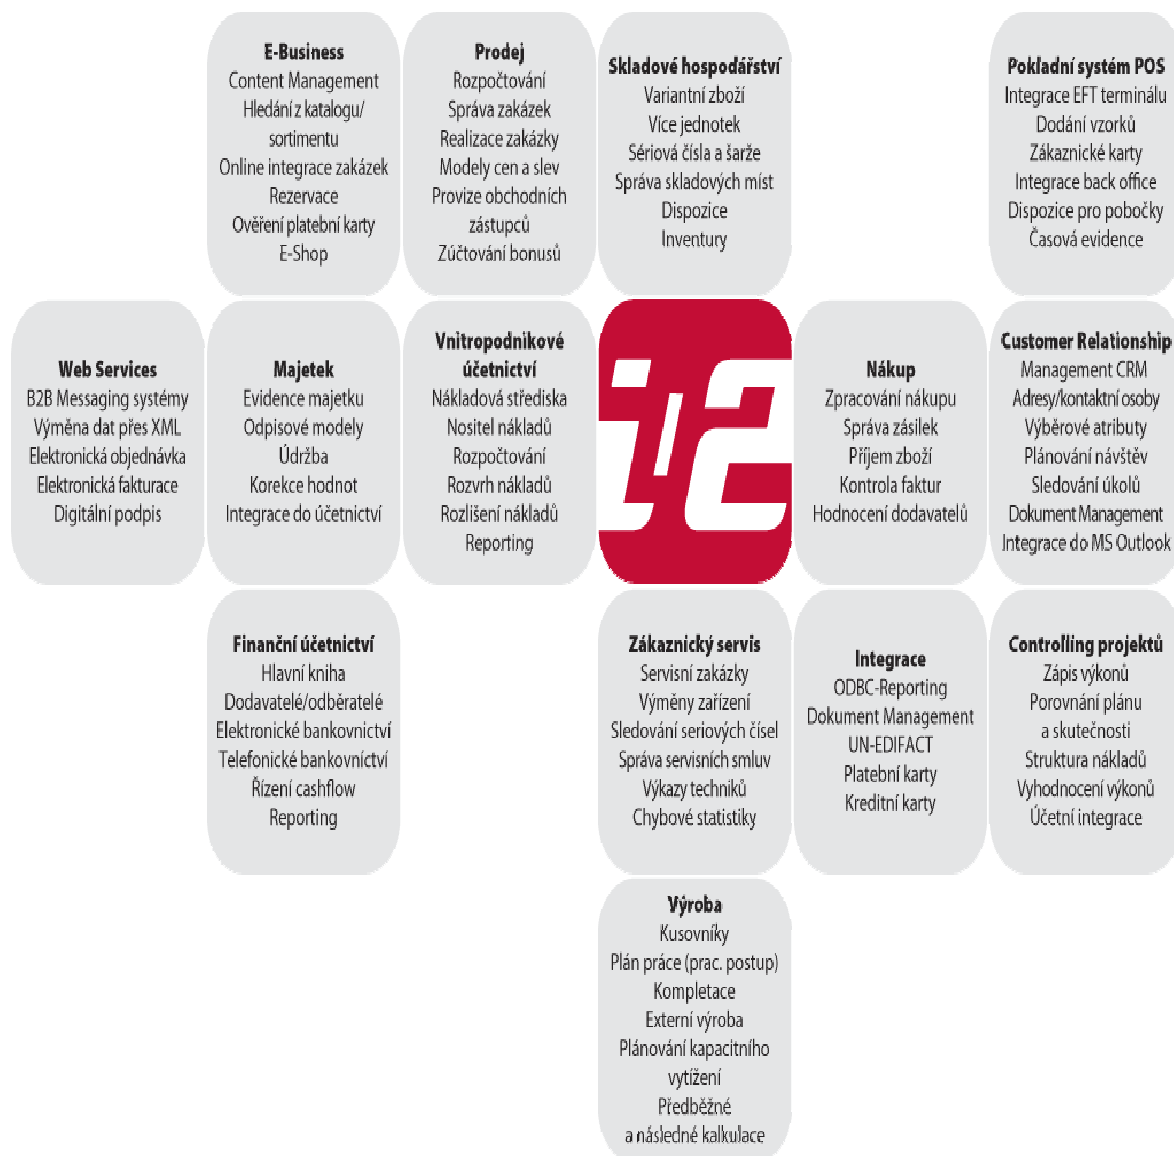 E-Business
Content Management
Hledání z katalogu/
sortimentu
Online integrace zakázek
Rezervace
Ověření platební karty
E-Shop
Prodej
Rozpočtování
Správa zakázek
Realizace zakázky
Modely cen a slev
Provize obchodních
zástupců
Zúčtování bonusů
Skladové hospodářství
Variantní zboží
Více jednotek
Sériová čísla a šarže
Správa skladových míst
Dispozice
Inventury
Pokladní systém POS
Integrace EFT terminálu
Dodání vzorků
Zákaznické karty
Integrace back office
Dispozice pro pobočky
Časová evidence
Web Services
B2B Messaging systémy
Výměna dat přes XML
Elektronická objednávka
Elektronická fakturace
Digitální podpis
Majetek
Evidence majetku
Odpisové modely
Údržba
Korekce hodnot
Integrace do účetnictví
Vnitropodnikové
účetnictví
Nákladová střediska
Nositel nákladů
Rozpočtování
Rozvrh nákladů
Rozlišení nákladů
Reporting
i/2
Nákup
Zpracování nákupu
Správa zásilek
Příjem zboží
Kontrola faktur
Hodnocení dodavatelů
Customer Relationship
Management CRM
Adresy/kontaktní osoby
Výběrové atributy
Plánování návštěv
Sledování úkolů
Dokument Management
Integrace do MS Outlook
Finanční účetnictví
Hlavní kniha
Dodavatelé/odběratelé
Elektronické bankovnictví
Telefonické bankovníctví
Řízení cashflow
Reporting
Zákaznický servis
Servisní zakázky
Výměny zařízení
Sledování seriových čísel
Správa servisních smluv
Výkazy techniků
Chybové statistiky
Integrace
ODBC-Reporting
Dokument Management
UN-EDIFACT
Platební karty
Kreditní karty
Controlling projektů
Zápis výkonů
Porovnání plánu
a skutečnosti
Struktura nákladů
Vyhodnocení výkonů
Účetní integrace
Výroba
Kusovníky
Plán práce (prac. postup)
Kompletace
Externí výroba
Plánování kapacitního
vytížení
Předběžné
a následné kalkulace